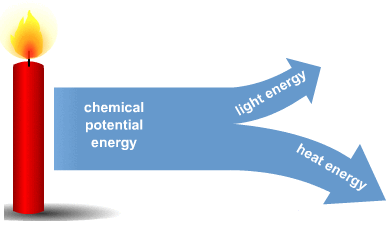 chemical
potential
energy
light energy
heat energy